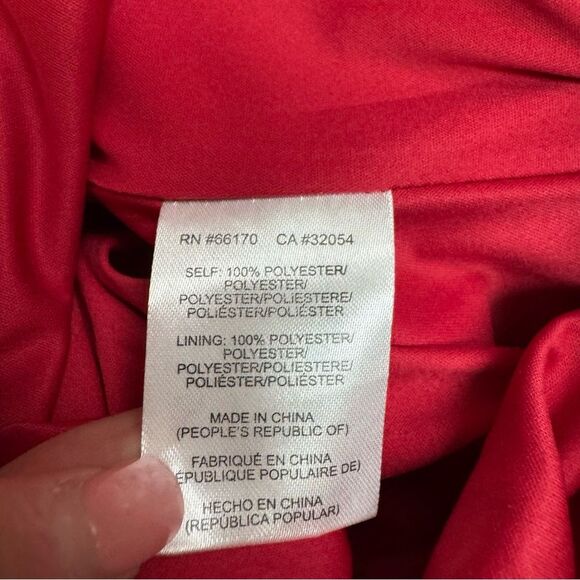 RN #66170 CA #32054
SELF: 100% POLYESTER/
POLYESTER/
POLYESTER/POLIESTERE/
POLIÉSTER/POLIÉSTER
LINING: 100% POLYESTER/
POLYESTER/
POLYESTER/POLIESTERE/
POLIÉSTER/POLIÉSTER
MADE IN CHINA
(PEOPLE'S REPUBLIC OF)
FABRIQUÉ EN CHINA
ÉPUBLIQUE POPULAIRE DE)
HECHO EN CHINA
(REPÚBLICA POPULAR)